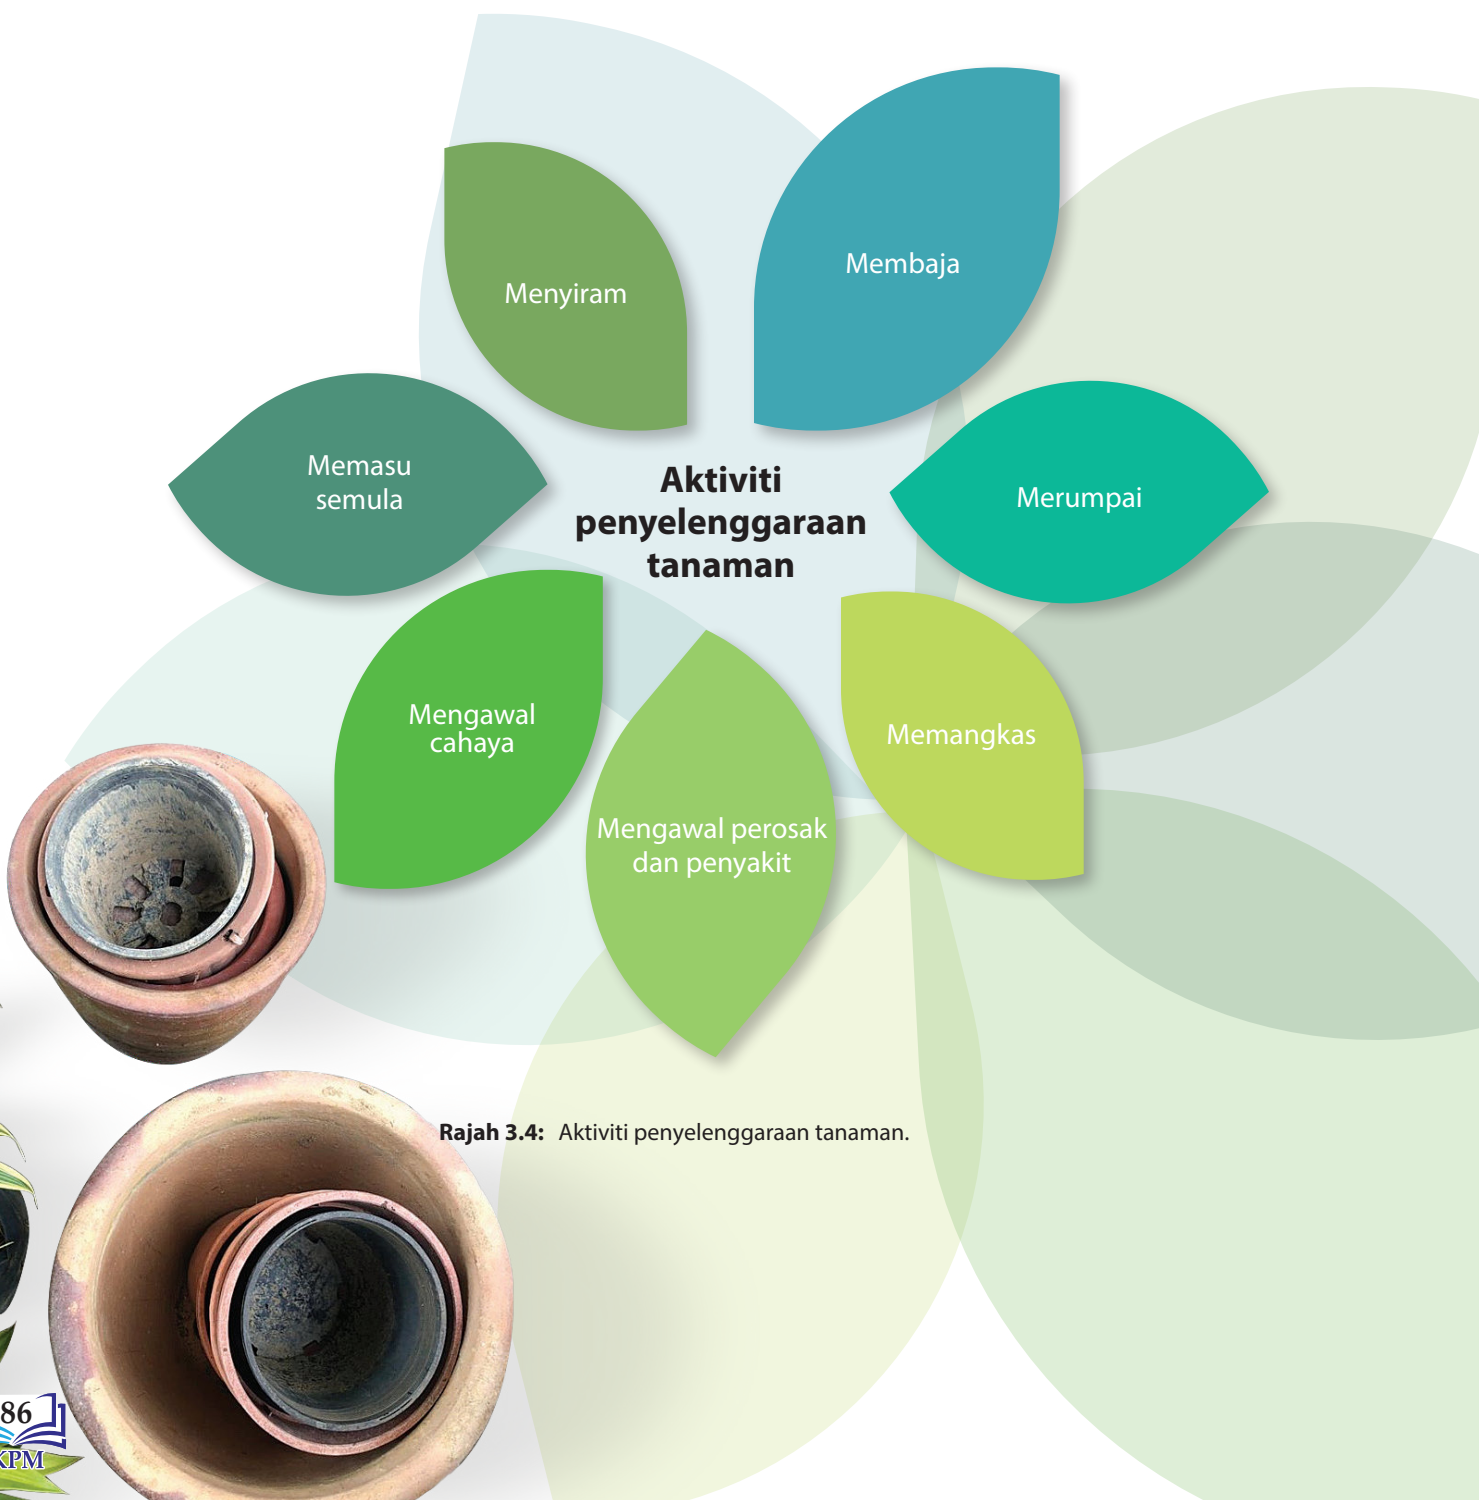 Membaja
Menyiram
Memasu
semula
Aktiviti
penyelenggaraan
tanaman
Merumpai
Mengawal
cahaya
Memangkas
Mengawal perosak
dan penyakit
Rajah 3.4: Aktiviti penyelenggaraan tanaman.
86
KPM